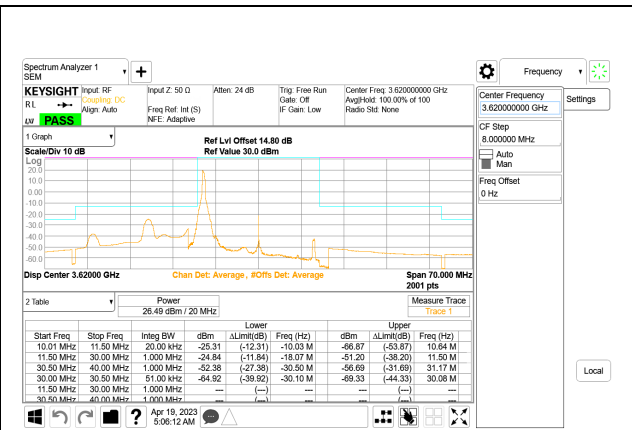 Spectrum Analyzer 1
SEM
Frequency
KEYSIGHT Input: RF Input Z: 50 Ω Atten: 24 dB Trig: Free Run Center Freq: 3.620000000 GHz
RL Coupling: DC Gate: Off Avg|Hold: 100.00% of 100
Align: Auto Freq Ref: Int (S) IF Gain: Low Radio Std: None
LXI PASS NFE: Adaptive
Center Frequency
3.620000000 GHz
Settings
CF Step
8.000000 MHz
Auto
Man
Freq Offset
0 Hz
Local
1 Graph
Ref Lvl Offset 14.80 dB
Scale/Div 10 dB Ref Value 30.0 dBm
Log
20.0
10.0
0.00
-10.0
-20.0
-30.0
-40.0
-50.0
-60.0
Disp Center 3.62000 GHz Chan Det: Average , #Offs Det: Average Span 70.000 MHz
2001 pts
2 Table Power Measure Trace
26.49 dBm / 20 MHz Trace 1
Lower Upper
Start Freq Stop Freq Integ BW dBm ΔLimit(dB) Freq (Hz) dBm ΔLimit(dB) Freq (Hz)
10.01 MHz 11.50 MHz 20.00 kHz -25.31 (-12.31) -10.03 M -66.87 (-53.87) 10.64 M
11.50 MHz 30.00 MHz 1.000 MHz -24.84 (-11.84) -18.07 M -51.20 (-38.20) 11.50 M
30.50 MHz 40.00 MHz 1.000 MHz -52.38 (-27.38) -30.50 M -56.69 (-31.69) 31.17 M
30.00 MHz 30.50 MHz 51.00 kHz -64.92 (-39.92) -30.10 M -69.33 (-44.33) 30.08 M
11.50 MHz 30.00 MHz 1.000 MHz --- (---) --- --- (---) ---
30.50 MHz 40.00 MHz 1.000 MHz --- (---) --- --- (---) ---
? Apr 19, 2023
5:06:12 AM